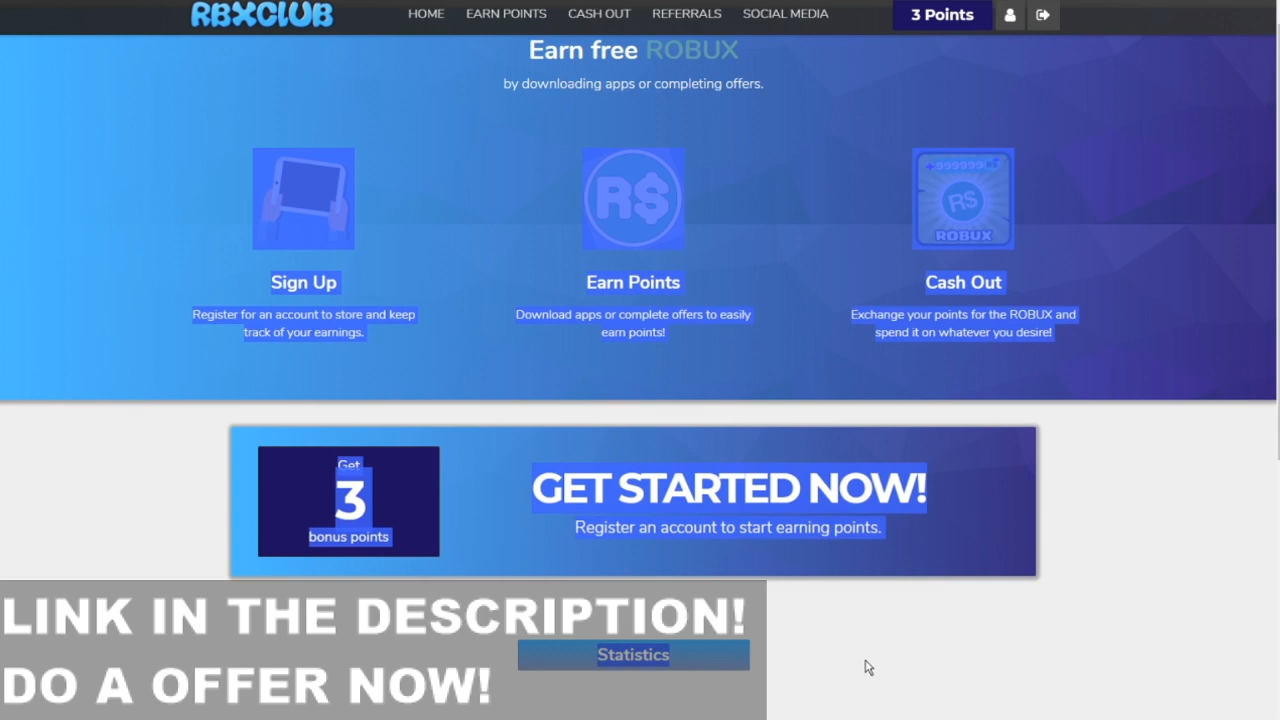 RBXCLUB
HOME
EARN POINTS
CASH OUT
REFERRALS
SOCIAL MEDIA
3 Points
Earn free ROBUX
by downloading apps or completing offers.
R$
+999999 R$
R$
ROBUX
Sign Up
Register for an account to store and keep
track of your earnings.
Earn Points
Download apps or complete offers to easily
earn points!
Cash Out
Exchange your points for the ROBUX and
spend it on whatever you desire!
Get
3
bonus points
GET STARTED NOW!
Register an account to start earning points.
LINK IN THE DESCRIPTION!
Statistics
DO A OFFER NOW!